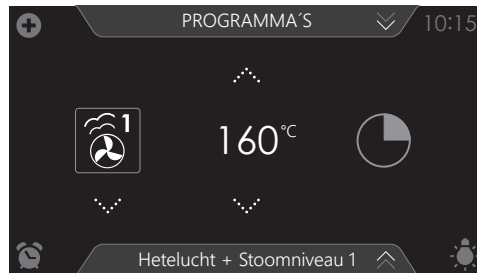 PROGRAMMA´S
10:15
1
160°C
Hetelucht + Stoomniveau 1